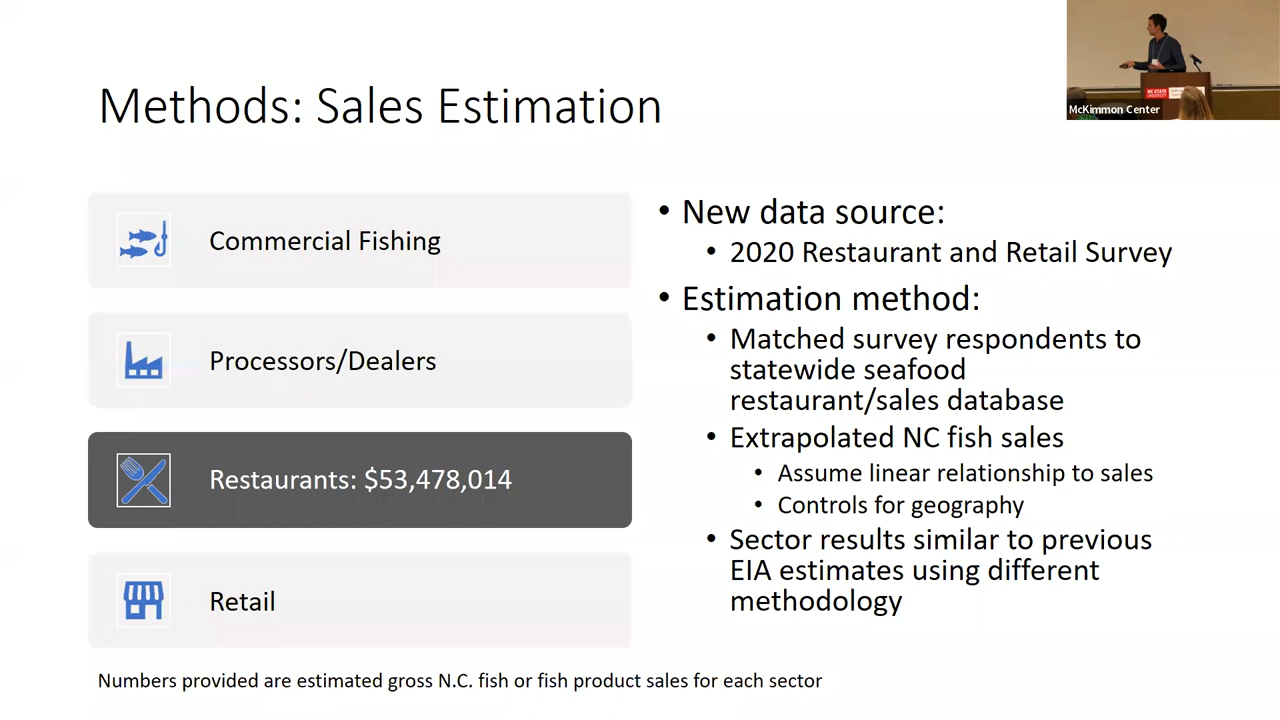 Methods: Sales Estimation
McKimmon Center
NC STATE
UNIVERSITY
Commercial Fishing
Processors/Dealers
Restaurants: $53,478,014
Retail
• New data source:
• 2020 Restaurant and Retail Survey
• Estimation method:
• Matched survey respondents to
statewide seafood
restaurant/sales database
• Extrapolated NC fish sales
• Assume linear relationship to sales
• Controls for geography
• Sector results similar to previous
EIA estimates using different
methodology
Numbers provided are estimated gross N.C. fish or fish product sales for each sector